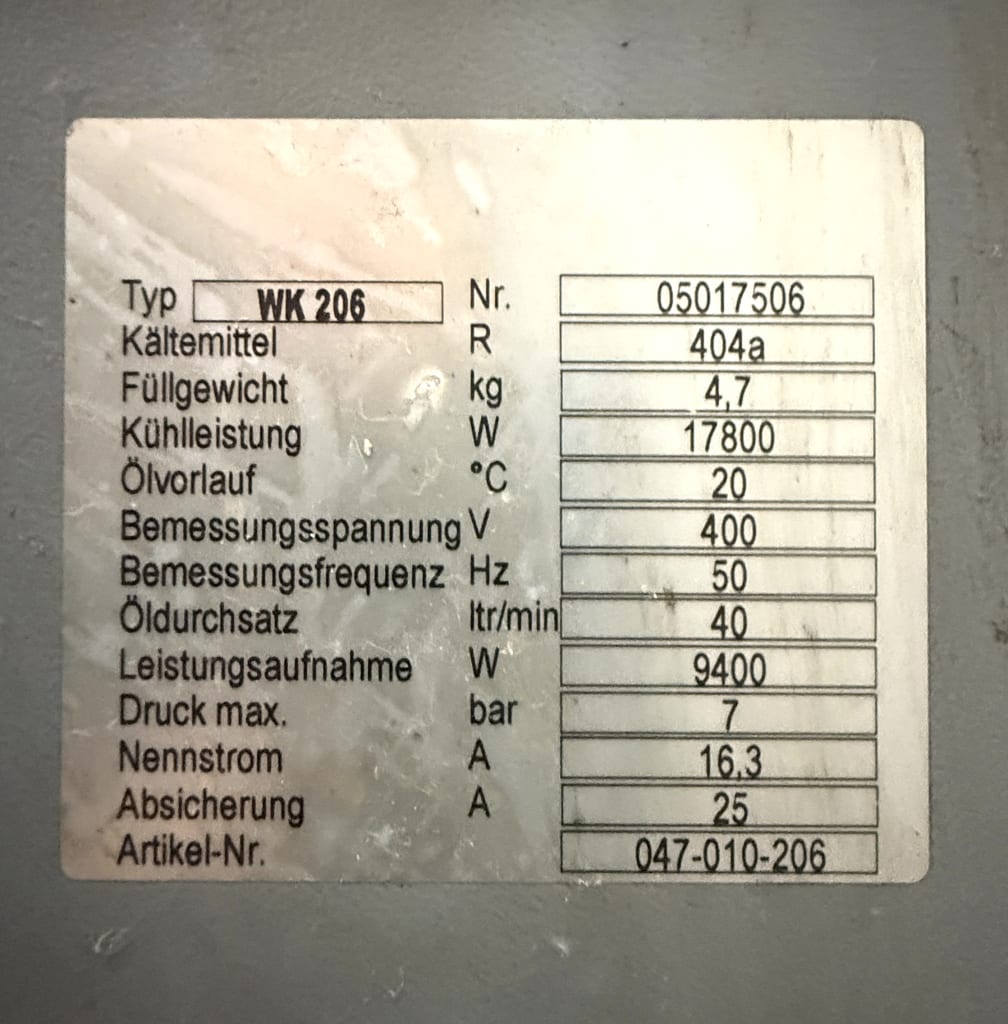 Typ WK 206 Nr. 05017506
Kältemittel R 404a
Füllgewicht kg 4,7
Kühlleistung W 17800
Ölvorlauf °C 20
Bemessungsspannung V 400
Bemessungsfrequenz Hz 50
Öldurchsatz ltr/min 40
Leistungsaufnahme W 9400
Druck max. bar 7
Nennstrom A 16,3
Absicherung A 25
Artikel-Nr. 047-010-206